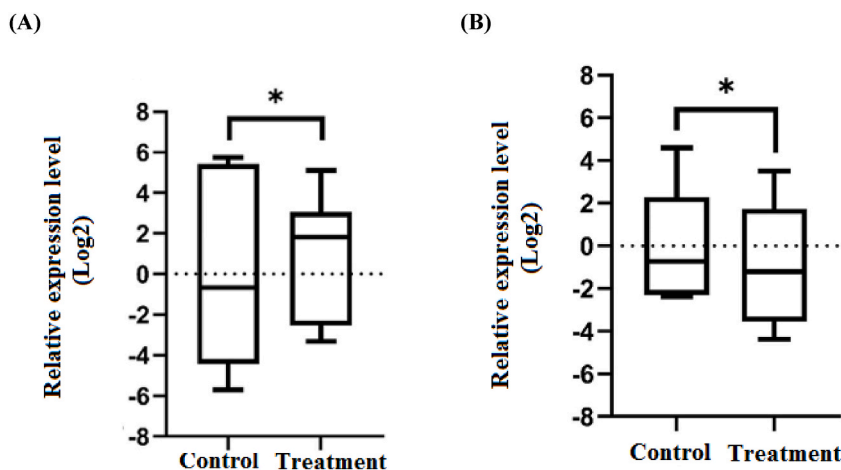 (A)
Relative expression level
(Log2)
8
6
4
2
0
-2
-4
-6
-8
*
Control Treatment
(B)
Relative expression level
(Log2)
8
6
4
2
0
-2
-4
-6
-8
*
Control Treatment